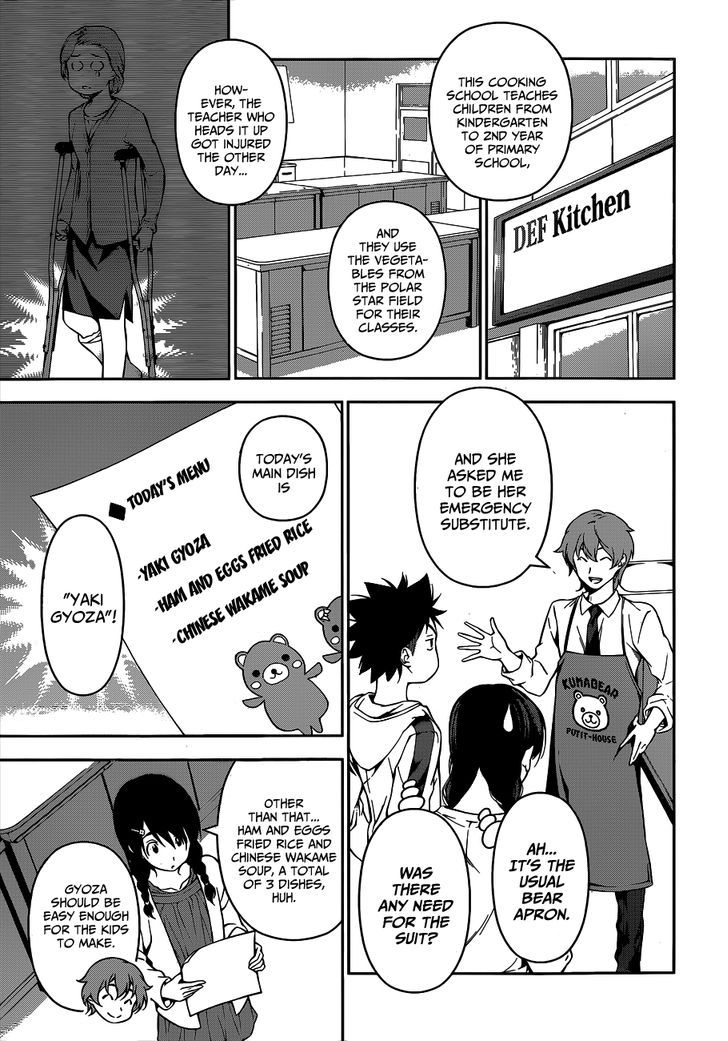 THIS COOKING
SCHOOL TEACHES
CHILDREN FROM
KINDERGARTEN
TO 2ND YEAR
OF PRIMARY
SCHOOL,
DEF Kitchen
AND
THEY USE
THE VEGETA-
BLES FROM
THE POLAR
STAR FIELD
FOR THEIR
CLASSES.
HOW-
EVER, THE
TEACHER WHO
HEADS IT UP
GOT INJURED
THE OTHER
DAY...
AND SHE
ASKED ME
TO BE HER
EMERGENCY
SUBSTITUTE.
KUMABEAR
PUTIT-HOUSE
AH...
IT'S THE
USUAL
BEAR
APRON.
WAS
THERE
ANY NEED
FOR THE
SUIT?
TODAY'S
MAIN DISH
IS
TODAY'S MENU
-YAKI GYOZA
-HAM AND EGGS FRIED RICE
-CHINESE WAKAME SOUP
"YAKI
GYOZA"!
OTHER
THAN THAT...
HAM AND EGGS
FRIED RICE AND
CHINESE WAKAME
SOUP, A TOTAL
OF 3 DISHES,
HUH.
GYOZA
SHOULD BE
EASY ENOUGH
FOR THE KIDS
TO MAKE.